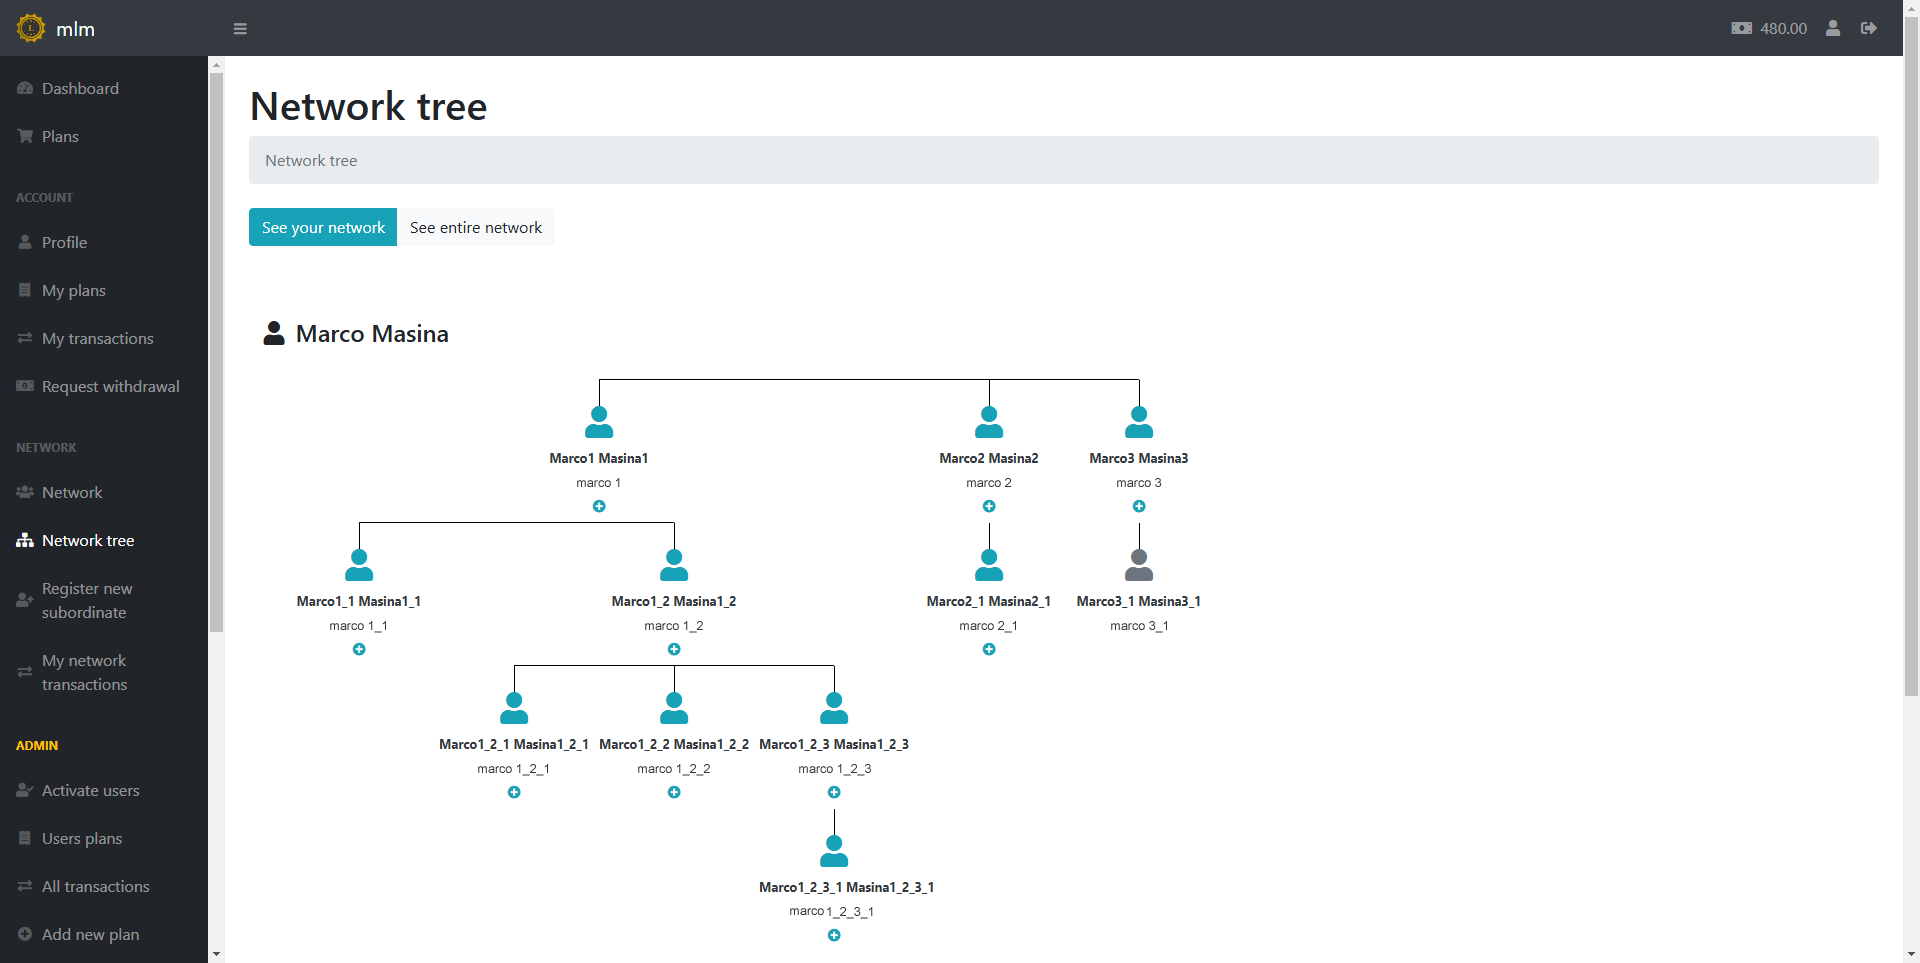 mlm
480.00
Dashboard
Plans
ACCOUNT
Profile
My plans
My transactions
Request withdrawal
NETWORK
Network
Network tree
Register new
subordinate
My network
transactions
ADMIN
Activate users
Users plans
All transactions
Add new plan
Network tree
Network tree
See your network See entire network
Marco Masina
Marco1 Masina1 Marco2 Masina2 Marco3 Masina3
marco 1 marco 2 marco 3
Marco1_1 Masina1_1 Marco1_2 Masina1_2 Marco2_1 Masina2_1 Marco3_1 Masina3_1
marco 1_1 marco 1_2 marco 2_1 marco 3_1
Marco1_2_1 Masina1_2_1 Marco1_2_2 Masina1_2_2 Marco1_2_3 Masina1_2_3
marco 1_2_1 marco 1_2_2 marco 1_2_3
Marco1_2_3_1 Masina1_2_3_1
marco 1_2_3_1